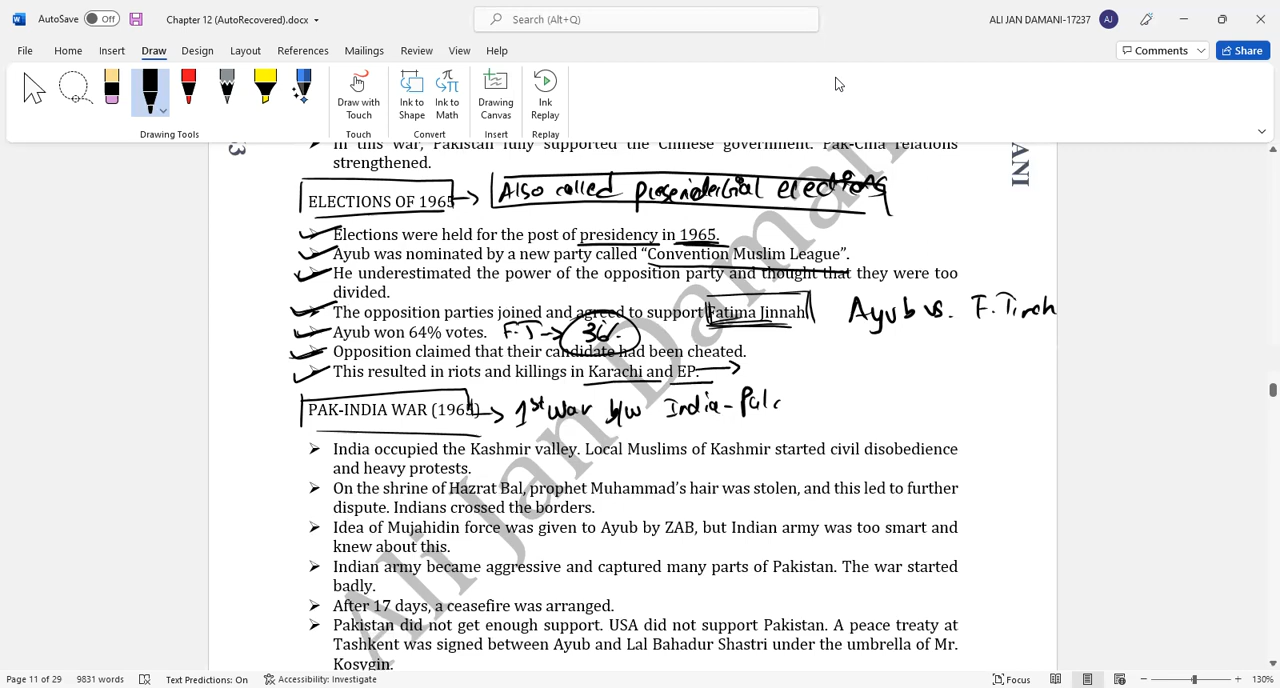 AutoSave Off Chapter 12 (AutoRecovered).docx Search (Alt+Q) ALI JAN DAMANI-17237 AJ
File Home Insert Draw Design Layout References Mailings Review View Help Comments Share
Draw with Touch Ink to Shape Ink to Math Drawing Canvas Ink Replay
Drawing Tools Touch Convert Insert Replay
In this war, Pakistan fully supported the Chinese government. Pak-Cina relations
strengthened.
ELECTIONS OF 1965 Also called elections
Elections were held for the post of presidency in 1965.
Ayub was nominated by a new party called “Convention Muslim League”.
He underestimated the power of the opposition party and thought that they were too
divided.
The opposition parties joined and agreed to support Fatima Jinnah. Ayub vs.
Ayub won 64% votes. F.J → 36%
Opposition claimed that their candidate had been cheated.
This resulted in riots and killings in Karachi and EP.
PAK-INDIA WAR (1965) → 1st war b/w India-Pak
India occupied the Kashmir valley. Local Muslims of Kashmir started civil disobedience
and heavy protests.
On the shrine of Hazrat Bal, prophet Muhammad’s hair was stolen, and this led to further
dispute. Indians crossed the borders.
Idea of Mujahidin force was given to Ayub by ZAB, but Indian army was too smart and
knew about this.
Indian army became aggressive and captured many parts of Pakistan. The war started
badly.
After 17 days, a ceasefire was arranged.
Pakistan did not get enough support. USA did not support Pakistan. A peace treaty at
Tashkent was signed between Ayub and Lal Bahadur Shastri under the umbrella of Mr.
Kosygin.
Ali Jan Damani
Page 11 of 29 9831 words Text Predictions: On Accessibility: Investigate Focus 130%